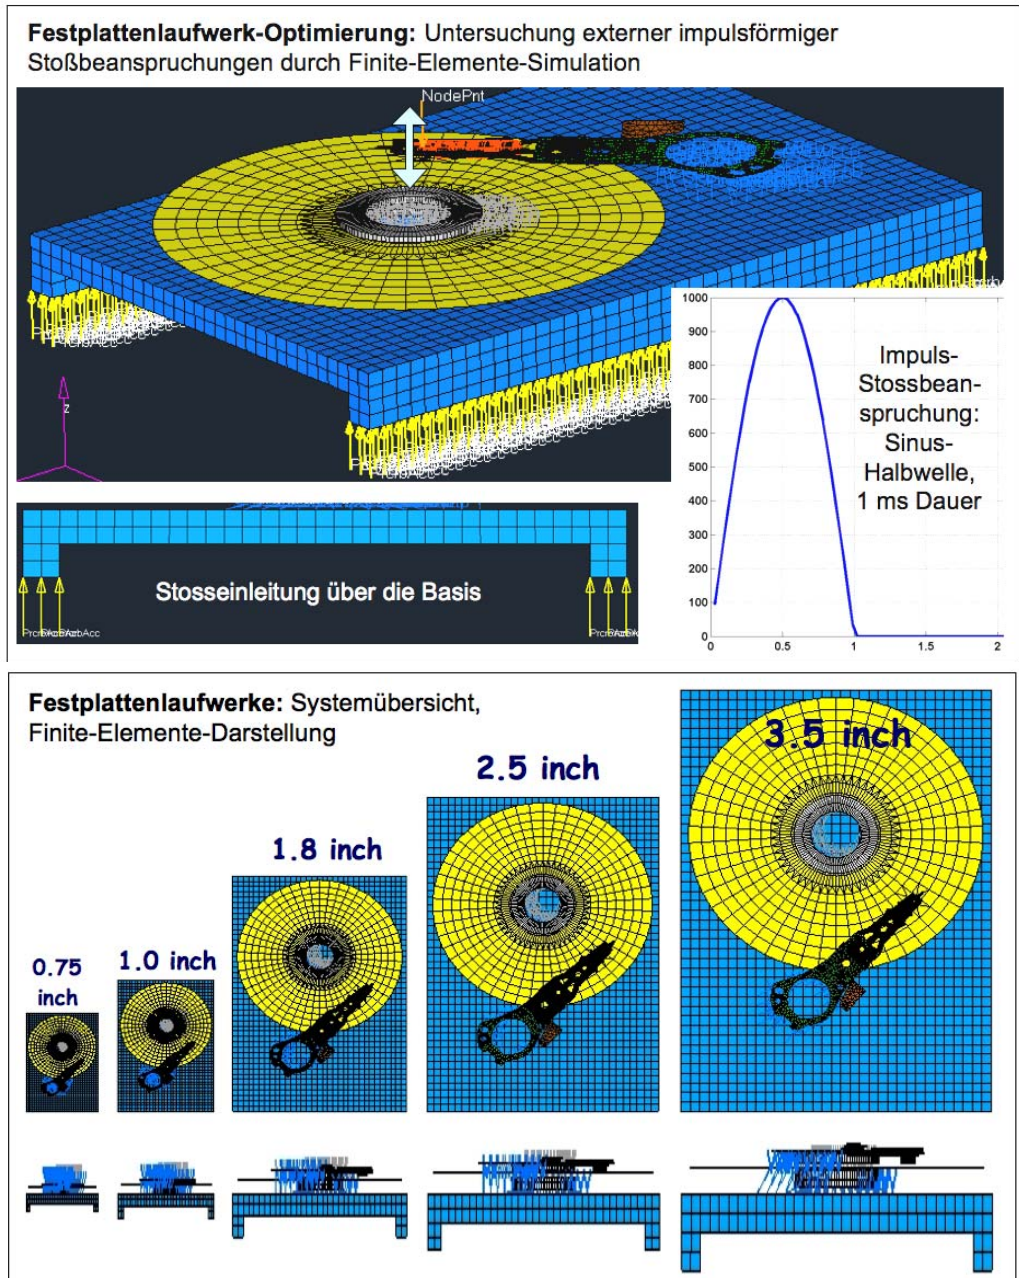 Festplattenlaufwerk-Optimierung: Untersuchung externer impulsförmiger
Stoßbeanspruchungen durch Finite-Elemente-Simulation
NodePnt
z
1000
900
800
700
600
500
400
300
200
100
0
0
0.5
1
1.5
2
Impuls-
Stossbean-
spruchung:
Sinus-
Halbwelle,
1 ms Dauer
Stosseinleitung über die Basis
Festplattenlaufwerke: Systemübersicht,
Finite-Elemente-Darstellung
0.75
inch
1.0 inch
1.8 inch
2.5 inch
3.5 inch